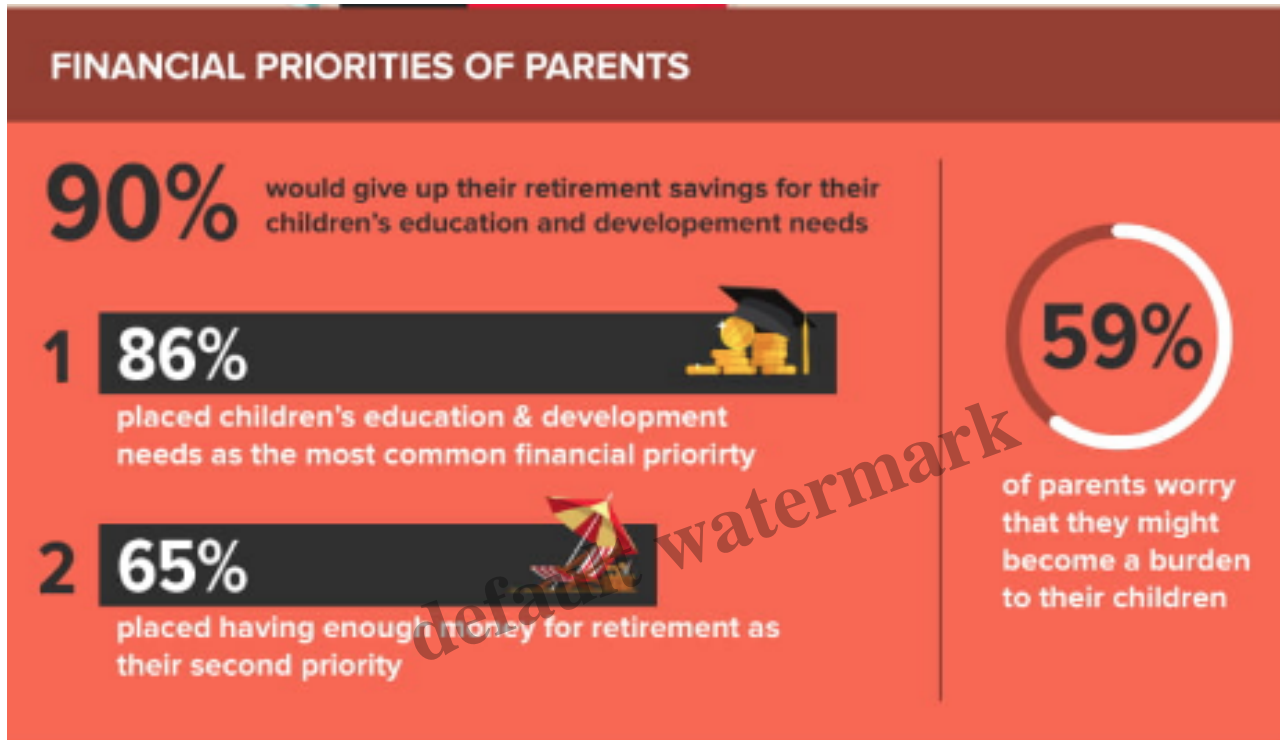 FINANCIAL PRIORITIES OF PARENTS
90%
would give up their retirement savings for their
children's education and developement needs
1
86%
placed children's education & development
needs as the most common financial priorirty
2
65%
placed having enough money for retirement as
their second priority
59%
of parents worry
that they might
become a burden
to their children
default watermark